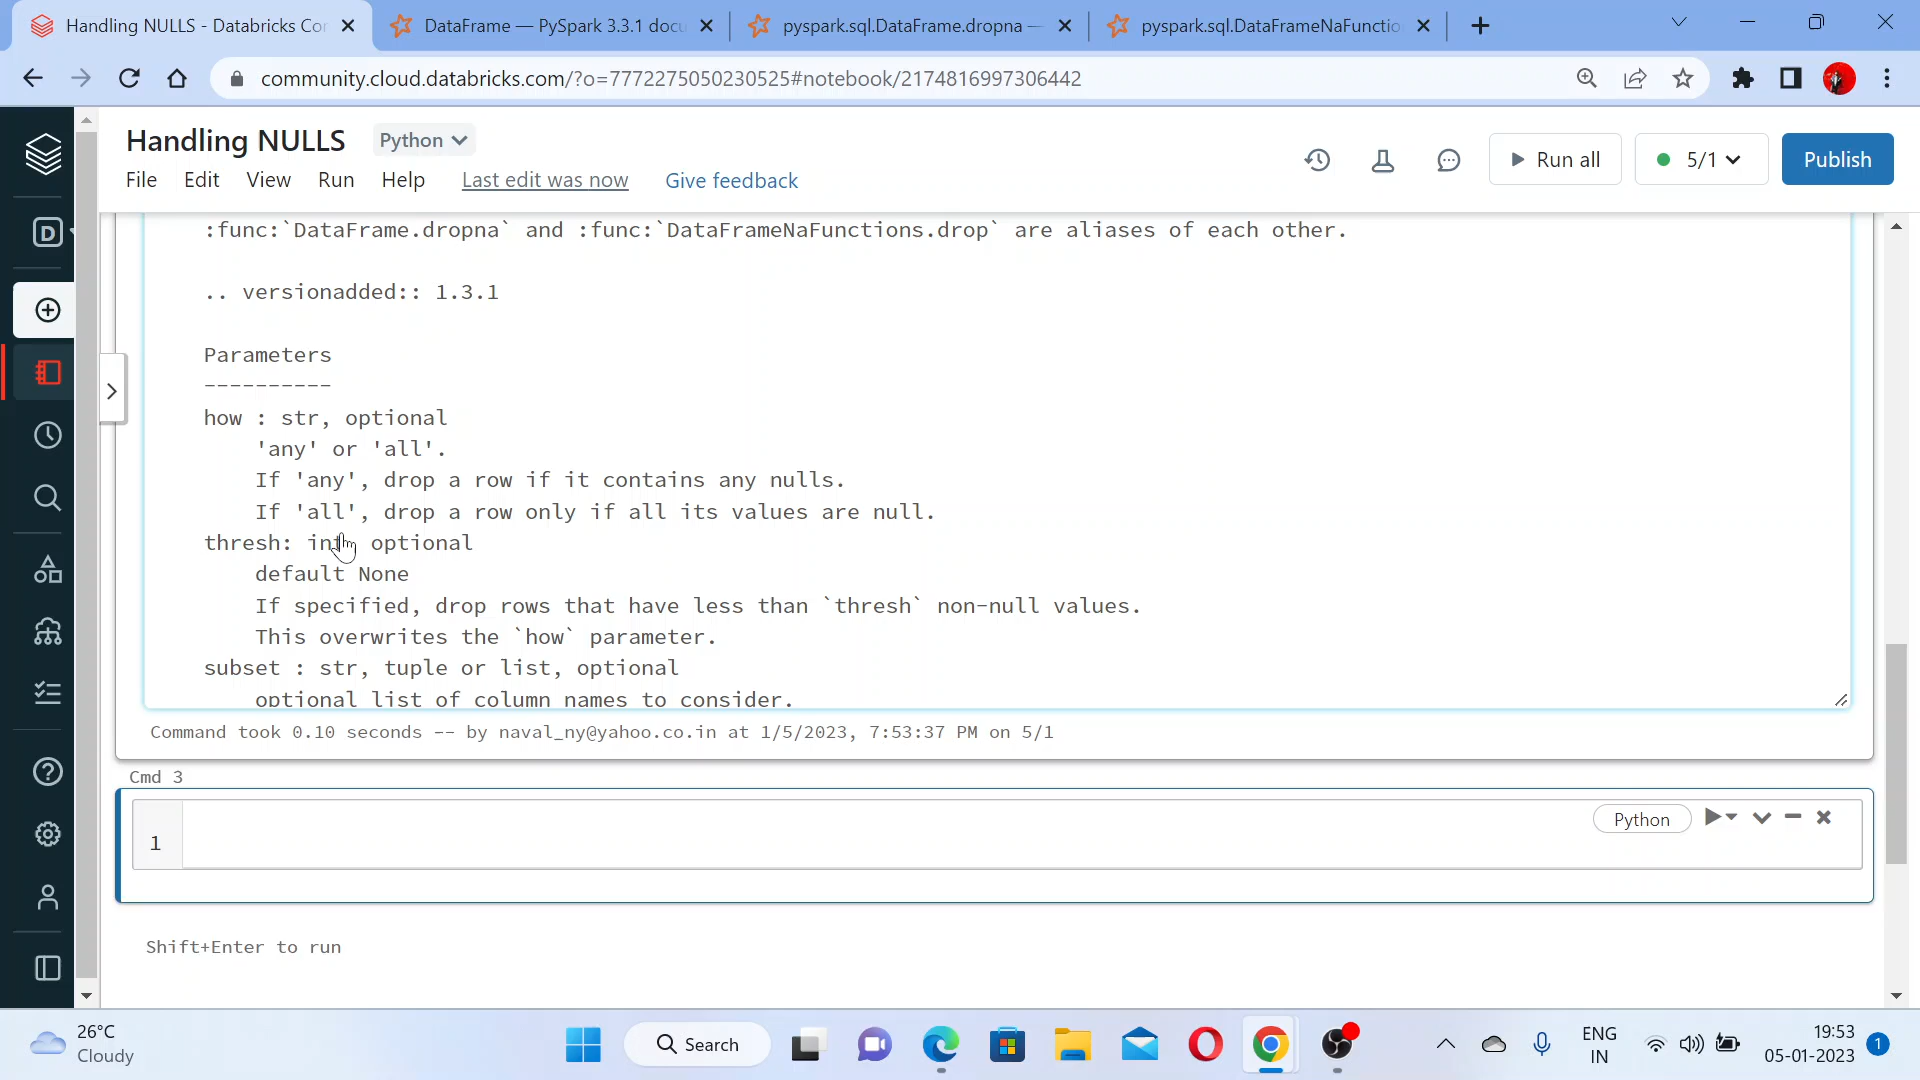 Handling NULLS - Databricks Co
DataFrame — PySpark 3.3.1 docu
pyspark.sql.DataFrame.dropna —
pyspark.sql.DataFrameNaFunctio
community.cloud.databricks.com/?o=7772275050230525#notebook/2174816997306442
Handling NULLS
Python
File Edit View Run Help Last edit was now Give feedback
Run all
5/1
Publish
D
:func:`DataFrame.dropna` and :func:`DataFrameNaFunctions.drop` are aliases of each other.
.. versionadded:: 1.3.1
Parameters
----------
how : str, optional
'any' or 'all'.
If 'any', drop a row if it contains any nulls.
If 'all', drop a row only if all its values are null.
thresh: int, optional
default None
If specified, drop rows that have less than `thresh` non-null values.
This overwrites the `how` parameter.
subset : str, tuple or list, optional
optional list of column names to consider.
Command took 0.10 seconds -- by naval_ny@yahoo.co.in at 1/5/2023, 7:53:37 PM on 5/1
Cmd 3
1
Python
Shift+Enter to run
26°C
Cloudy
Search
ENG
IN
19:53
05-01-2023
1